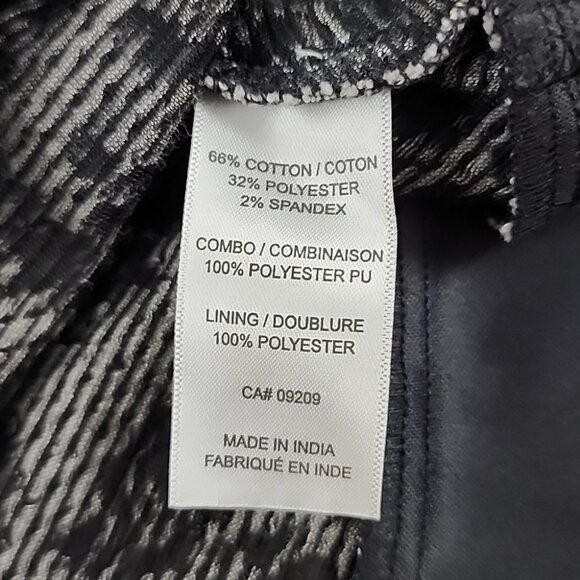 66% COTTON / COTON
32% POLYESTER
2% SPANDEX
COMBO / COMBINAISON
100% POLYESTER PU
LINING / DOUBLURE
100% POLYESTER
CA# 09209
MADE IN INDIA
FABRIQUÉ EN INDE